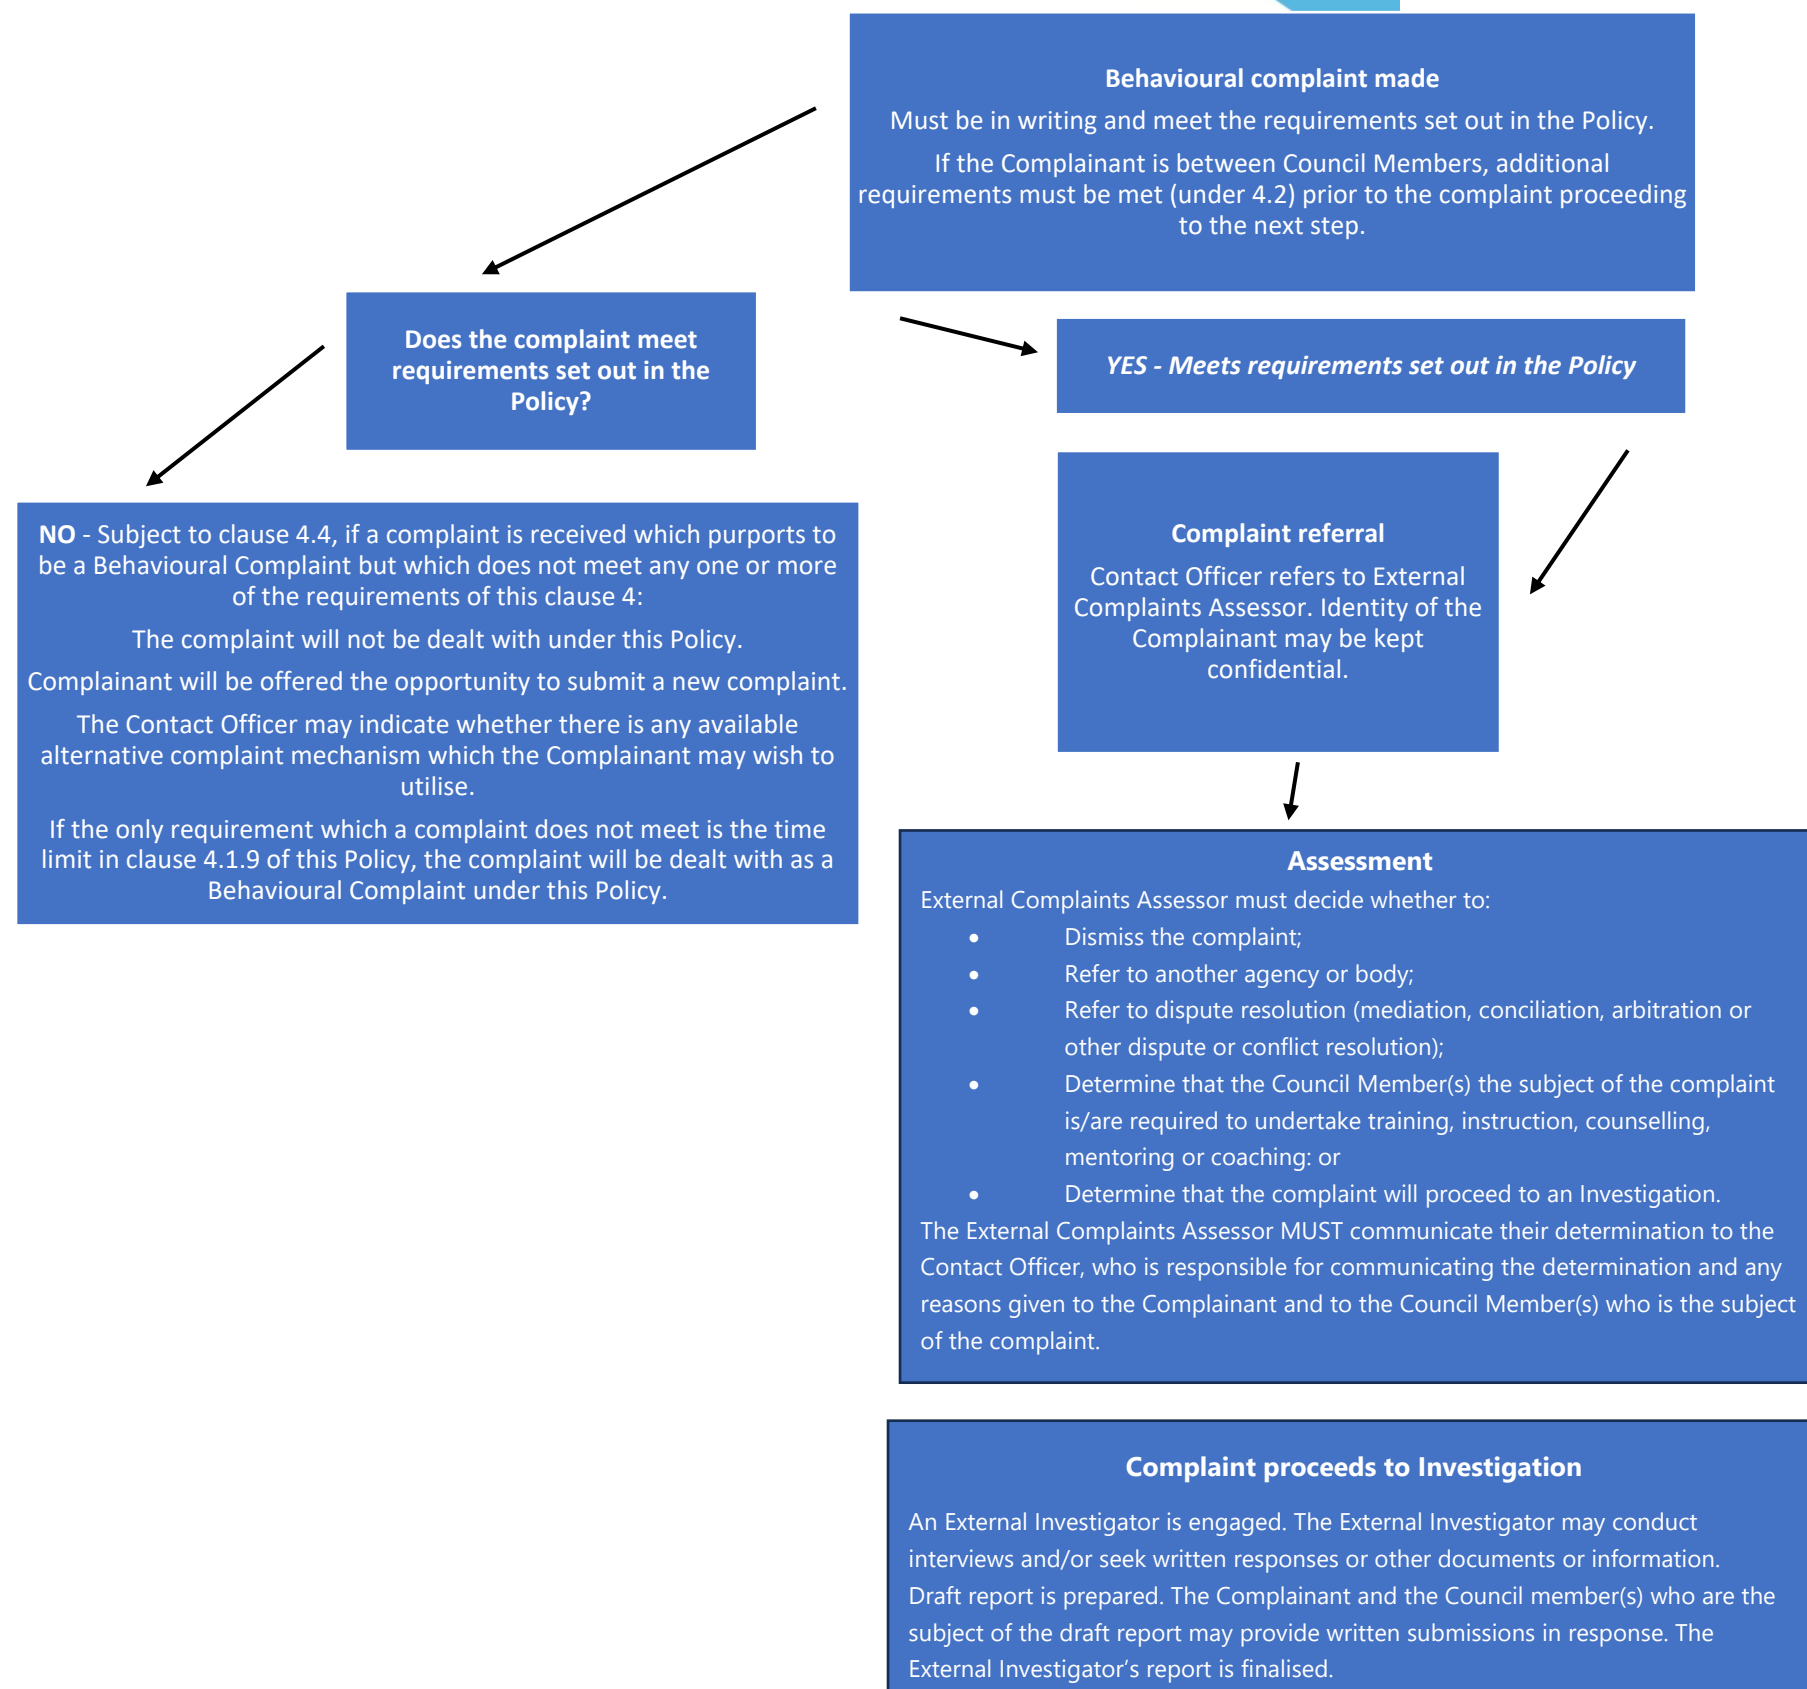 Behavioural complaint made
Must be in writing and meet the requirements set out in the Policy.
If the Complainant is between Council Members, additional
requirements must be met (under 4.2) prior to the complaint proceeding
to the next step.
Does the complaint meet
requirements set out in the
Policy?
YES - Meets requirements set out in the Policy
NO - Subject to clause 4.4, if a complaint is received which purports to
be a Behavioural Complaint but which does not meet any one or more
of the requirements of this clause 4:
The complaint will not be dealt with under this Policy.
Complainant will be offered the opportunity to submit a new complaint.
The Contact Officer may indicate whether there is any available
alternative complaint mechanism which the Complainant may wish to
utilise.
If the only requirement which a complaint does not meet is the time
limit in clause 4.1.9 of this Policy, the complaint will be dealt with as a
Behavioural Complaint under this Policy.
Complaint referral
Contact Officer refers to External
Complaints Assessor. Identity of the
Complainant may be kept
confidential.
Assessment
External Complaints Assessor must decide whether to:
• Dismiss the complaint;
• Refer to another agency or body;
• Refer to dispute resolution (mediation, conciliation, arbitration or
other dispute or conflict resolution);
• Determine that the Council Member(s) the subject of the complaint
is/are required to undertake training, instruction, counselling,
mentoring or coaching: or
• Determine that the complaint will proceed to an Investigation.
The External Complaints Assessor MUST communicate their determination to the
Contact Officer, who is responsible for communicating the determination and any
reasons given to the Complainant and to the Council Member(s) who is the subject
of the complaint.
Complaint proceeds to Investigation
An External Investigator is engaged. The External Investigator may conduct
interviews and/or seek written responses or other documents or information.
Draft report is prepared. The Complainant and the Council member(s) who are the
subject of the draft report may provide written submissions in response. The
External Investigator's report is finalised.